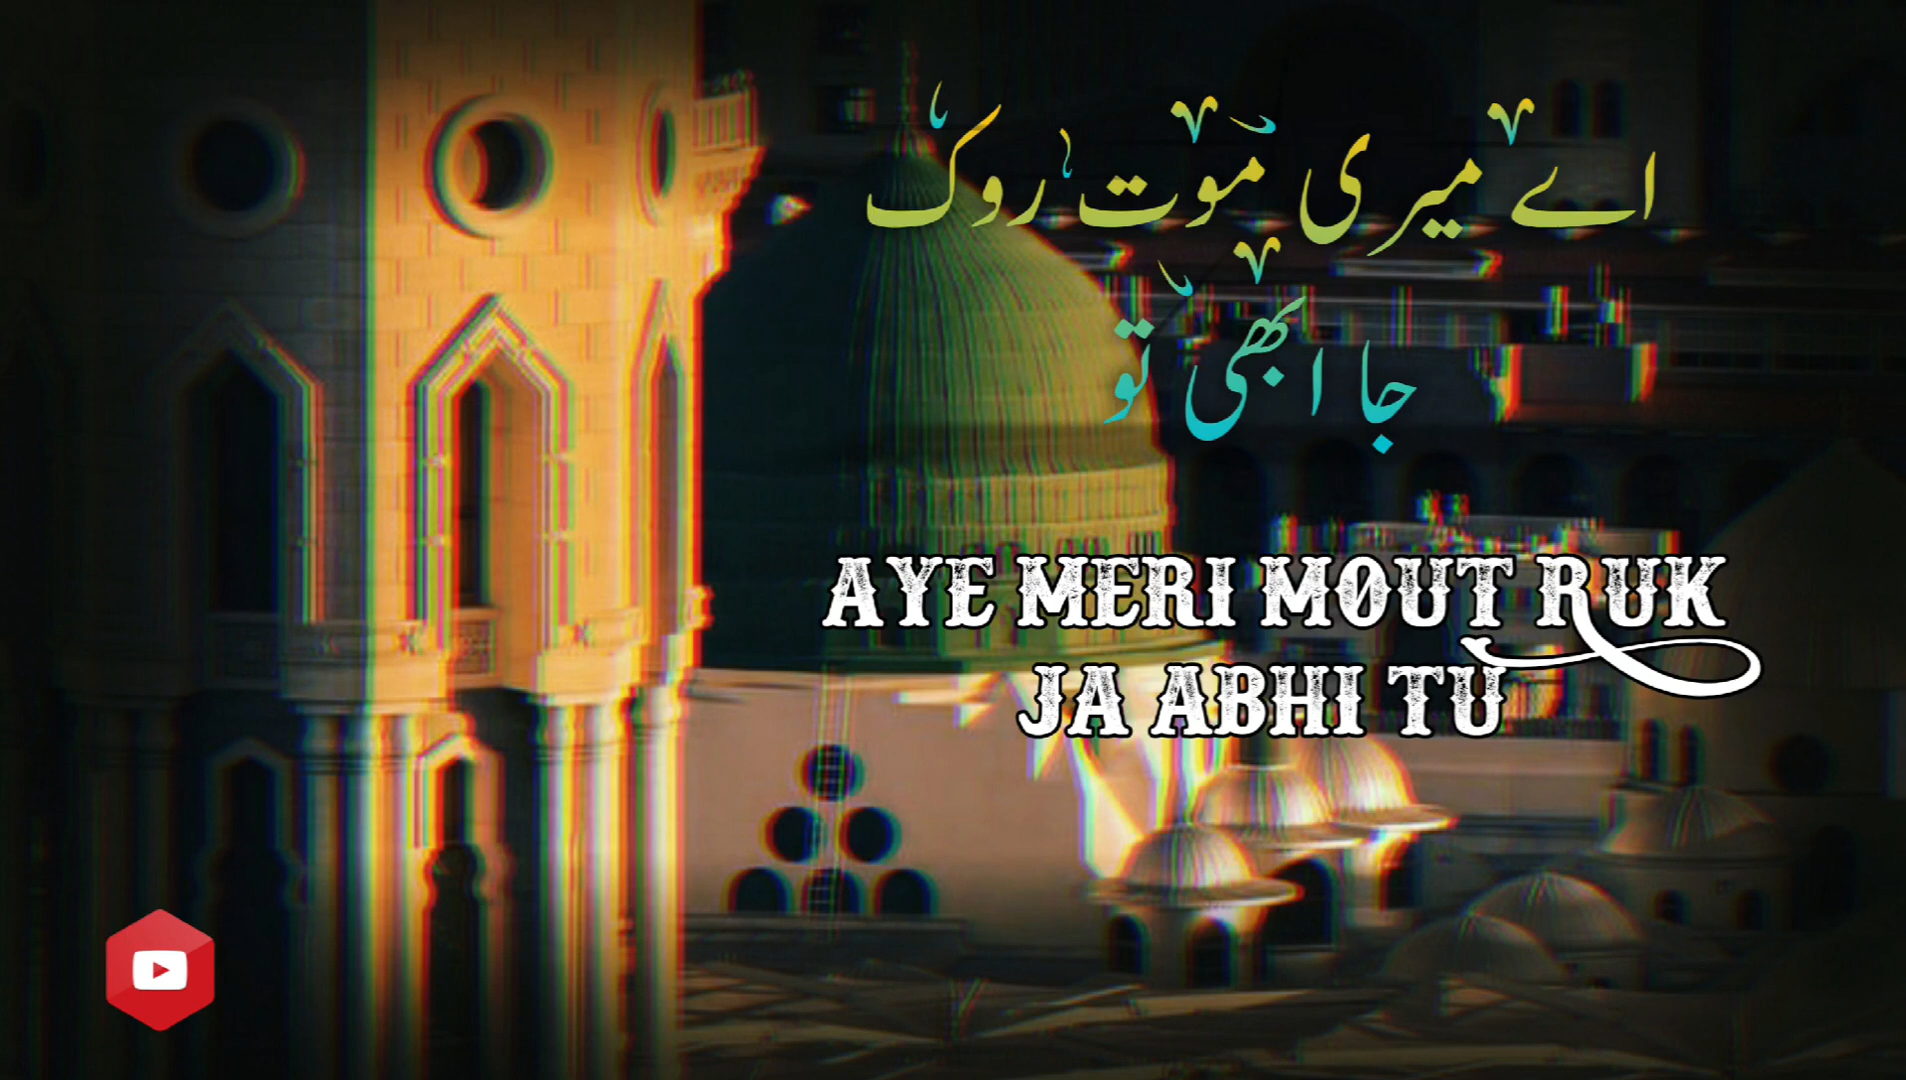 اے میری موت روک
جا ابھی تو
AYE MERI MOUT RUK
JA ABHI TU